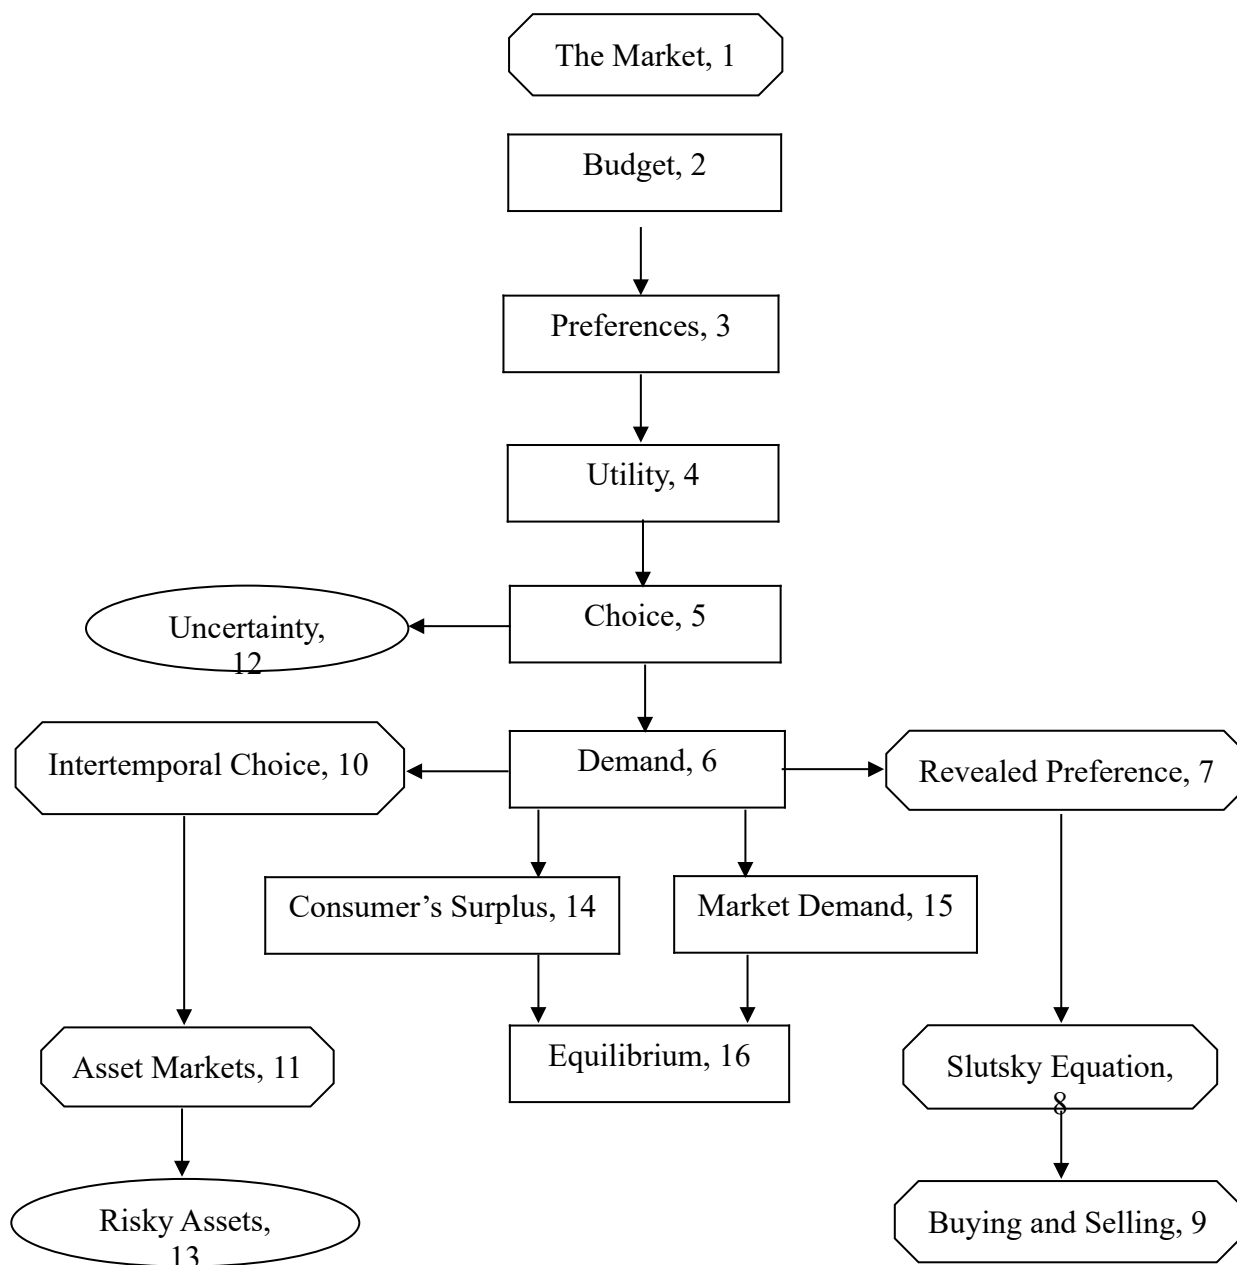 The Market, 1
Budget, 2
Preferences, 3
Utility, 4
Choice, 5
Uncertainty,
12
Demand, 6
Intertemporal Choice, 10
Revealed Preference, 7
Consumer’s Surplus, 14
Market Demand, 15
Equilibrium, 16
Asset Markets, 11
Slutsky Equation,
8
Risky Assets,
13
Buying and Selling, 9